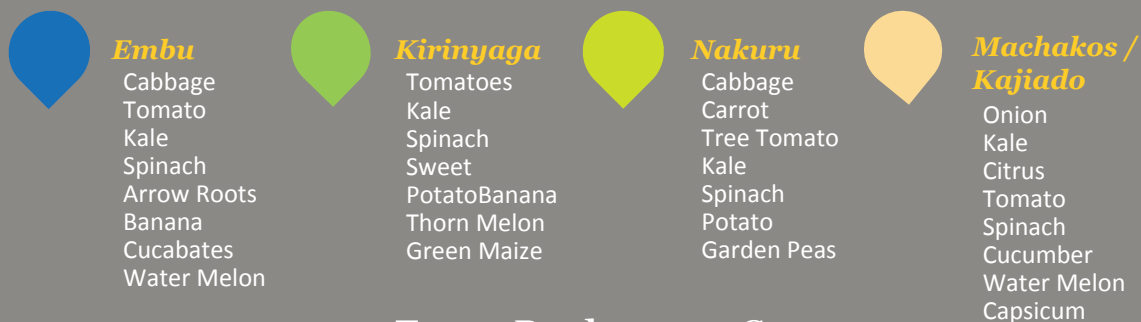 Embu
Cabbage
Tomato
Kale
Spinach
Arrow Roots
Banana
Cucabates
Water Melon
Kirinyaga
Tomatoes
Kale
Spinach
Sweet
PotatoBanana
Thorn Melon
Green Maize
Nakuru
Cabbage
Carrot
Tree Tomato
Kale
Spinach
Potato
Garden Peas
Machakos /
Kajiado
Onion
Kale
Citrus
Tomato
Spinach
Cucumber
Water Melon
Capsicum